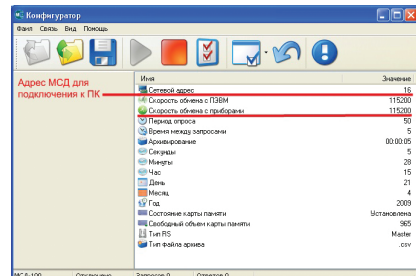 Конфигуратор
Файл Связь Вид Помощь
Адрес МСД для
подключения к ПК
Имя Значение
Сетевой адрес 16
Скорость обмена с ПЭВМ 115200
Скорость обмена с приборами 115200
Период опроса 50
Время между запросами 5
Архивирование 00:00:05
Секунды 5
Минуты 28
Час 15
День 21
Месяц 4
Год 2009
Состояние карты памяти Установлена
Свободный объем карты памяти 965
Тип RS Master
Тип файла архива .csv
МСД-100 Отключено Запросов 0 Ответов 0